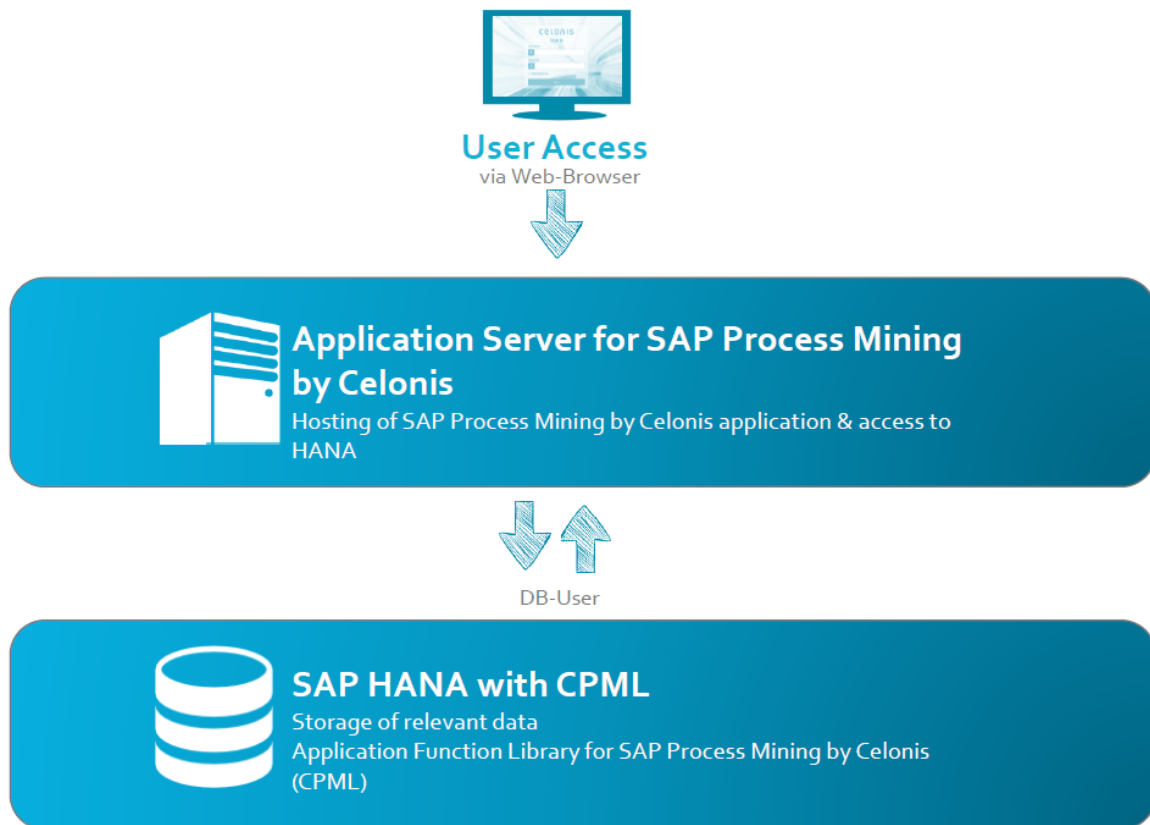 celonis
User Access
via Web-Browser
Application Server for SAP Process Mining
by Celonis
Hosting of SAP Process Mining by Celonis application & access to
HANA
DB-User
SAP HANA with CPML
Storage of relevant data
Application Function Library for SAP Process Mining by Celonis
(CPML)